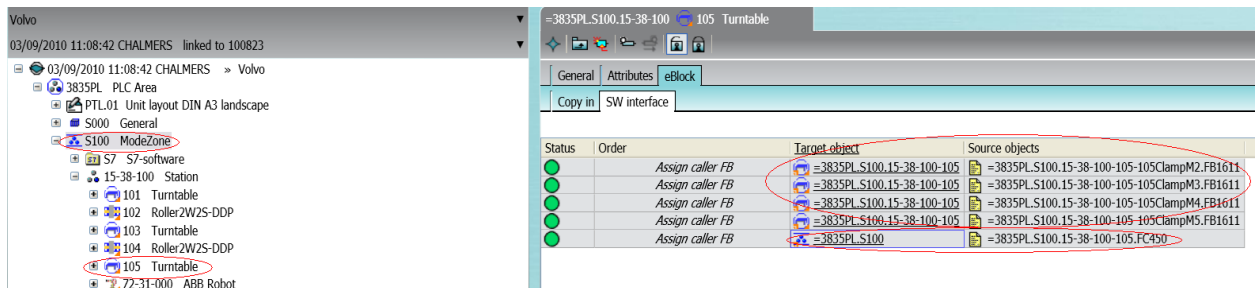 Volvo
03/09/2010 11:08:42 CHALMERS linked to 100823
03/09/2010 11:08:42 CHALMERS » Volvo
3835PL PLC Area
PTL.01 Unit layout DIN A3 landscape
S000 General
S100 ModeZone
S7 S7-software
15-38-100 Station
101 Turntable
102 Roller2W2S-DDP
103 Turntable
104 Roller2W2S-DDP
105 Turntable
72-31-000 ABB Robot
=3835PL.S100.15-38-100 105 Turntable
General Attributes eBlock
Copy in SW interface
Status Order Target object Source objects
Assign caller FB =3835PL.S100.15-38-100-105 =3835PL.S100.15-38-100-105-105ClampM2.FB1611
Assign caller FB =3835PL.S100.15-38-100-105 =3835PL.S100.15-38-100-105-105ClampM3.FB1611
Assign caller FB =3835PL.S100.15-38-100-105 =3835PL.S100.15-38-100-105-105ClampM4.FB1611
Assign caller FB =3835PL.S100.15-38-100-105 =3835PL.S100.15-38-100-105-105ClampM5.FB1611
Assign caller FB =3835PL.S100 =3835PL.S100.15-38-100-105.FC450